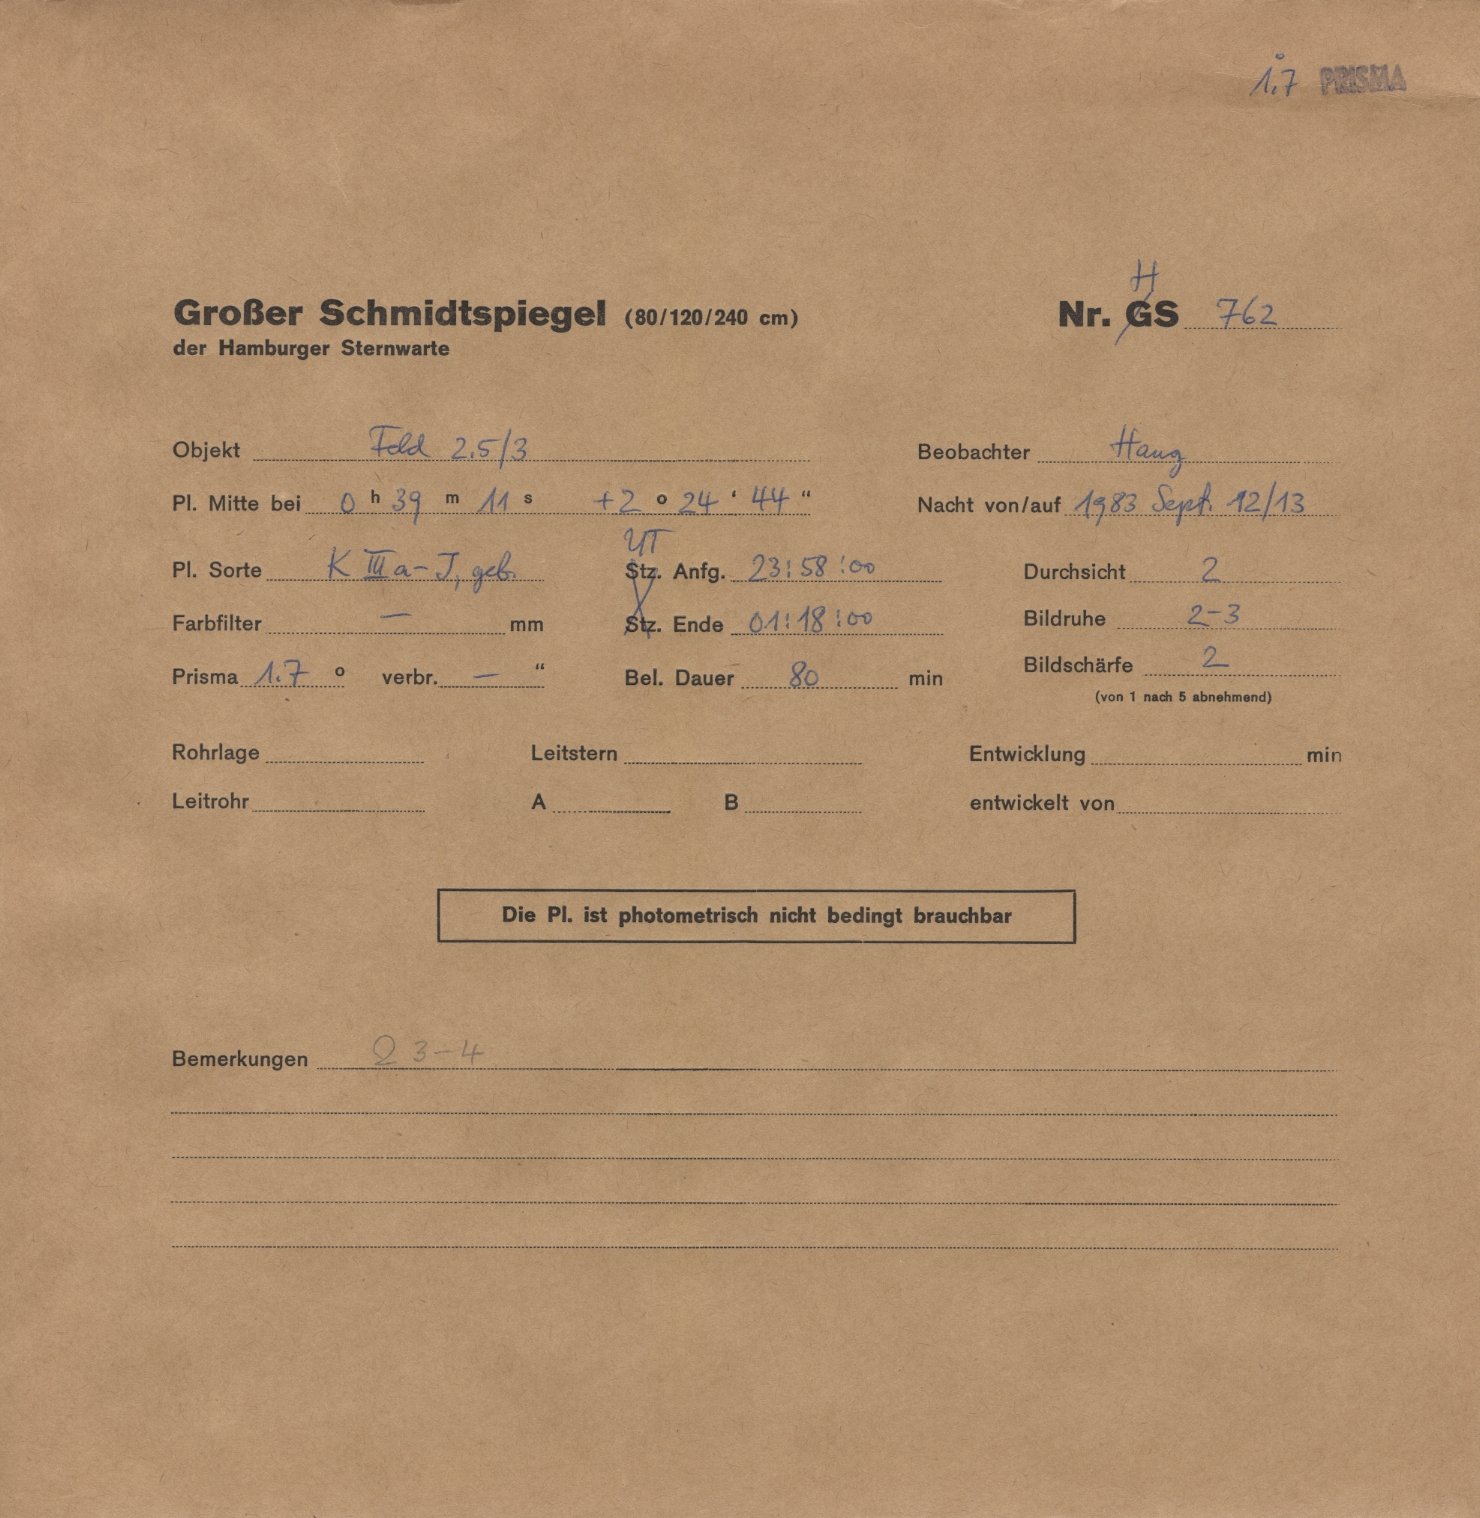 1°.7 PRISMA
Großer Schmidtspiegel (80/120/240 cm) Nr. GS H 762
der Hamburger Sternwarte
Objekt Feld 2.5/3 Beobachter Haug
Pl. Mitte bei 0 h 39 m 11 s +2 ° 24 ‘ 44 “ Nacht von/auf 1983 Sept. 12/13
UT
Pl. Sorte K IIIa-J, geb. Stz. Anfg. 23:58:00 Durchsicht 2
Farbfilter — mm Stz. Ende 01:18:00 Bildruhe 2-3
Prisma 1.7 ° verbr. — “ Bel. Dauer 80 min Bildschärfe 2
(von 1 nach 5 abnehmend)
Rohrlage Leitstern Entwicklung min
Leitrohr A B entwickelt von
Die Pl. ist photometrisch nicht bedingt brauchbar
Bemerkungen Q 3-4